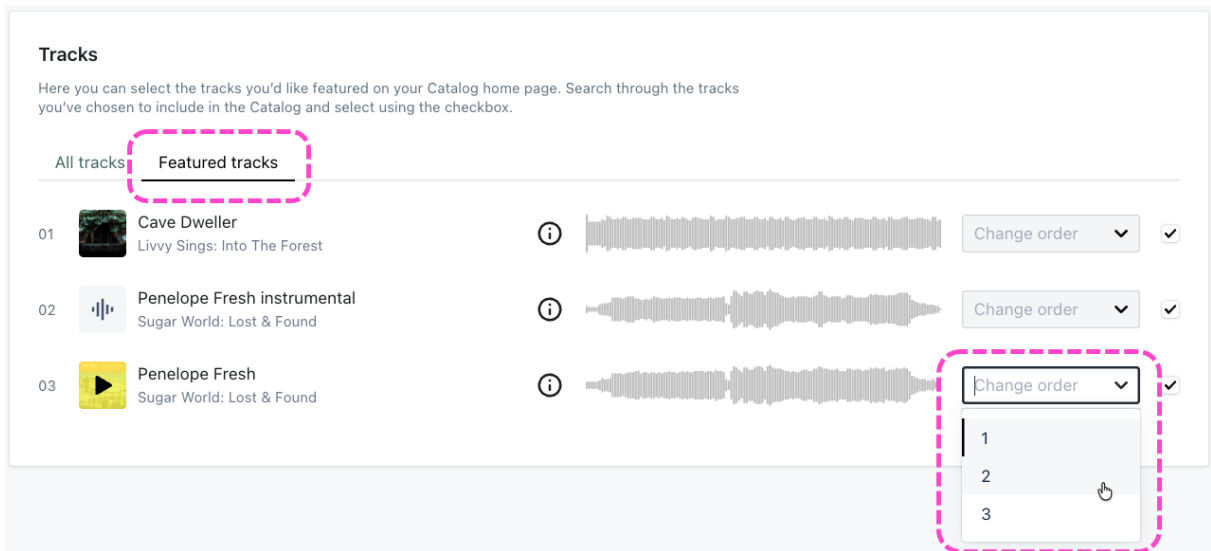 Tracks
Here you can select the tracks you’d like featured on your Catalog home page. Search through the tracks
you’ve chosen to include in the Catalog and select using the checkbox.
All tracks
Featured tracks
01
Cave Dweller
Livvy Sings: Into The Forest
Change order
02
Penelope Fresh instrumental
Sugar World: Lost & Found
Change order
03
Penelope Fresh
Sugar World: Lost & Found
Change order
1
2
3